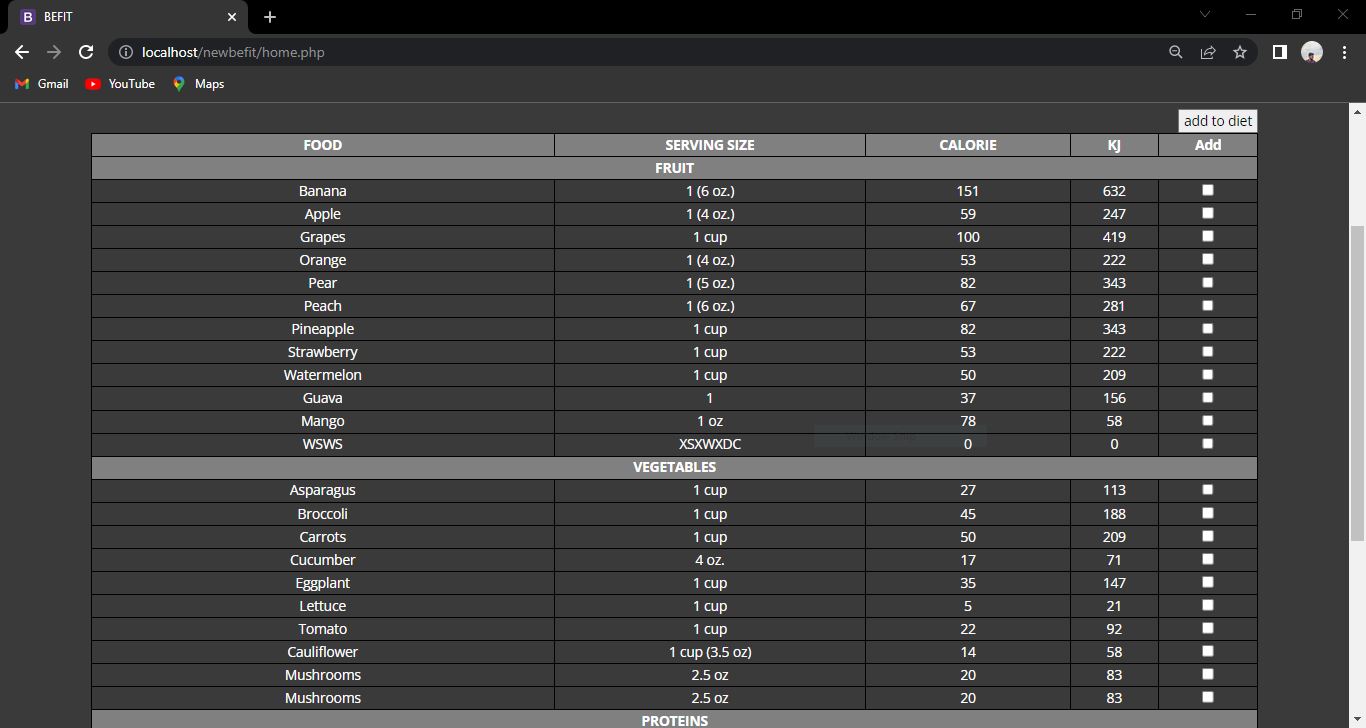 BEFIT
localhost/newbefit/home.php
Gmail YouTube Maps
add to diet
FOOD SERVING SIZE CALORIE KJ Add
FRUIT
Banana 1 (6 oz.) 151 632
Apple 1 (4 oz.) 59 247
Grapes 1 cup 100 419
Orange 1 (4 oz.) 53 222
Pear 1 (5 oz.) 82 343
Peach 1 (6 oz.) 67 281
Pineapple 1 cup 82 343
Strawberry 1 cup 53 222
Watermelon 1 cup 50 209
Guava 1 37 156
Mango 1 oz 78 58
WSWS XSXWXDC 0 0
VEGETABLES
Asparagus 1 cup 27 113
Broccoli 1 cup 45 188
Carrots 1 cup 50 209
Cucumber 4 oz. 17 71
Eggplant 1 cup 35 147
Lettuce 1 cup 5 21
Tomato 1 cup 22 92
Cauliflower 1 cup (3.5 oz) 14 58
Mushrooms 2.5 oz 20 83
Mushrooms 2.5 oz 20 83
PROTEINS